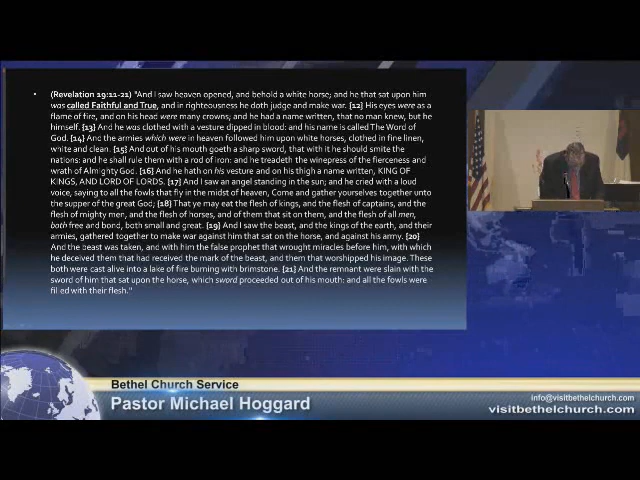 • (Revelation 19:11-21) "And I saw heaven opened, and behold a white horse; and he that sat upon him
was called Faithful and True, and in righteousness he doth judge and make war. [12] His eyes were as a
flame of fire, and on his head were many crowns; and he had a name written, that no man knew, but he
himself. [13] And he was clothed with a vesture dipped in blood: and his name is called The Word of
God. [14] And the armies which were in heaven followed him upon white horses, clothed in fine linen,
white and clean. [15] And out of his mouth goeth a sharp sword, that with it he should smite the
nations: and he shall rule them with a rod of iron: and he treadeth the winepress of the fierceness and
wrath of Almighty God. [16] And he hath on his vesture and on his thigh a name written, KING OF
KINGS, AND LORD OF LORDS. [17] And I saw an angel standing in the sun; and he cried with a loud
voice, saying to all the fowls that fly in the midst of heaven, Come and gather yourselves together unto
the supper of the great God; [18] That ye may eat the flesh of kings, and the flesh of captains, and the
flesh of mighty men, and the flesh of horses, and of them that sit on them, and the flesh of all men,
both free and bond, both small and great. [19] And I saw the beast, and the kings of the earth, and their
armies, gathered together to make war against him that sat on the horse, and against his army. [20]
And the beast was taken, and with him the false prophet that wrought miracles before him, with which
he deceived them that had received the mark of the beast, and them that worshipped his image. These
both were cast alive into a lake of fire burning with brimstone. [21] And the remnant were slain with the
sword of him that sat upon the horse, which sword proceeded out of his mouth: and all the fowls were
filled with their flesh."
Bethel Church Service
Pastor Michael Hoggard
info@visitbethelchurch.com
visitbethelchurch.com